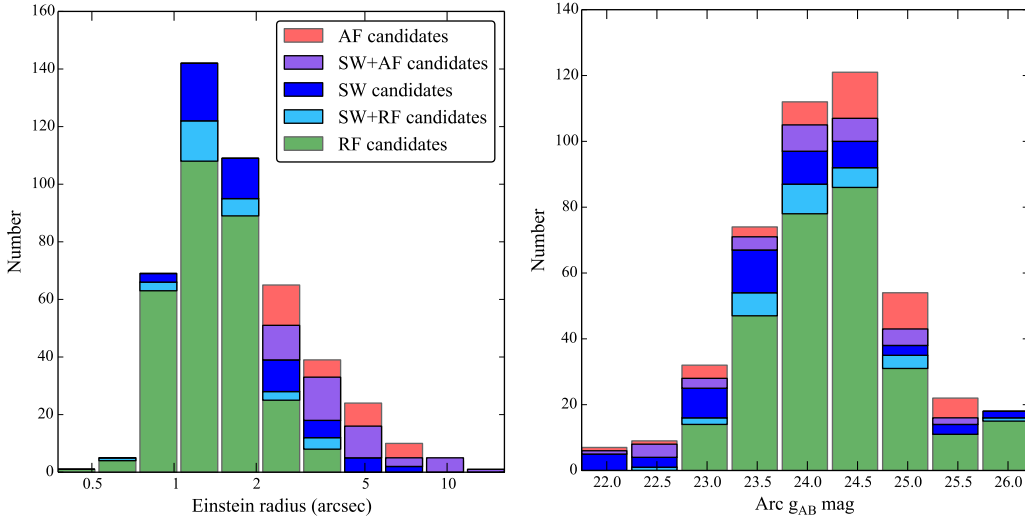 160
140
120
100
80
60
40
20
0
Number
0.5 1 2 5 10
Einstein radius (arcsec)
AF candidates
SW+AF candidates
SW candidates
SW+RF candidates
RF candidates
140
120
100
80
60
40
20
0
Number
22.0 22.5 23.0 23.5 24.0 24.5 25.0 25.5 26.0
Arc g_AB mag